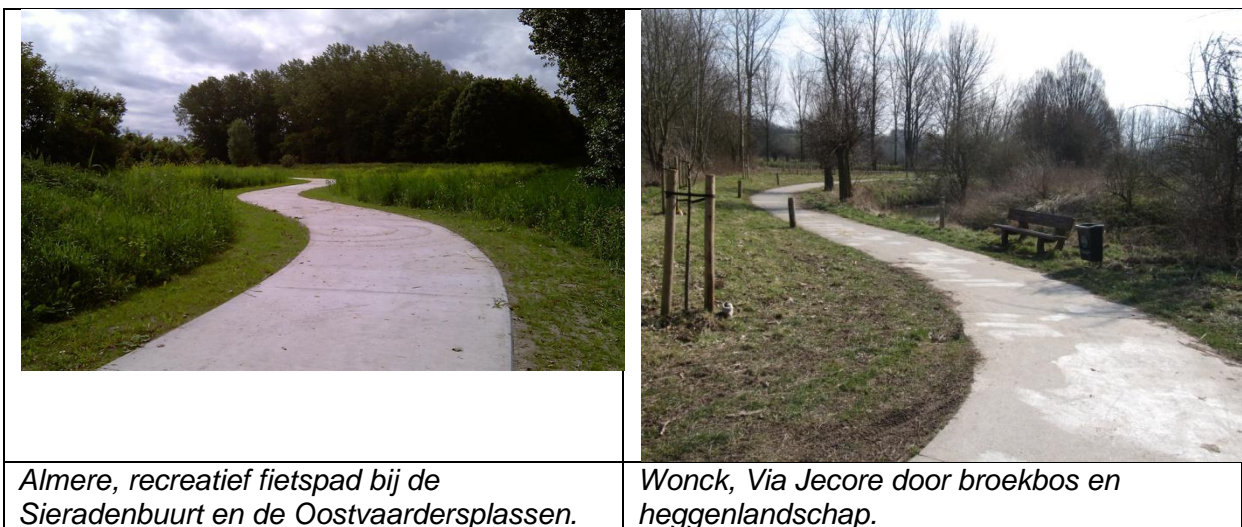 Almere, recreatief fietspad bij de
Sieradenbuurt en de Oostvaardersplassen.
Wonck, Via Jecore door broekbos en
heggenlandschap.